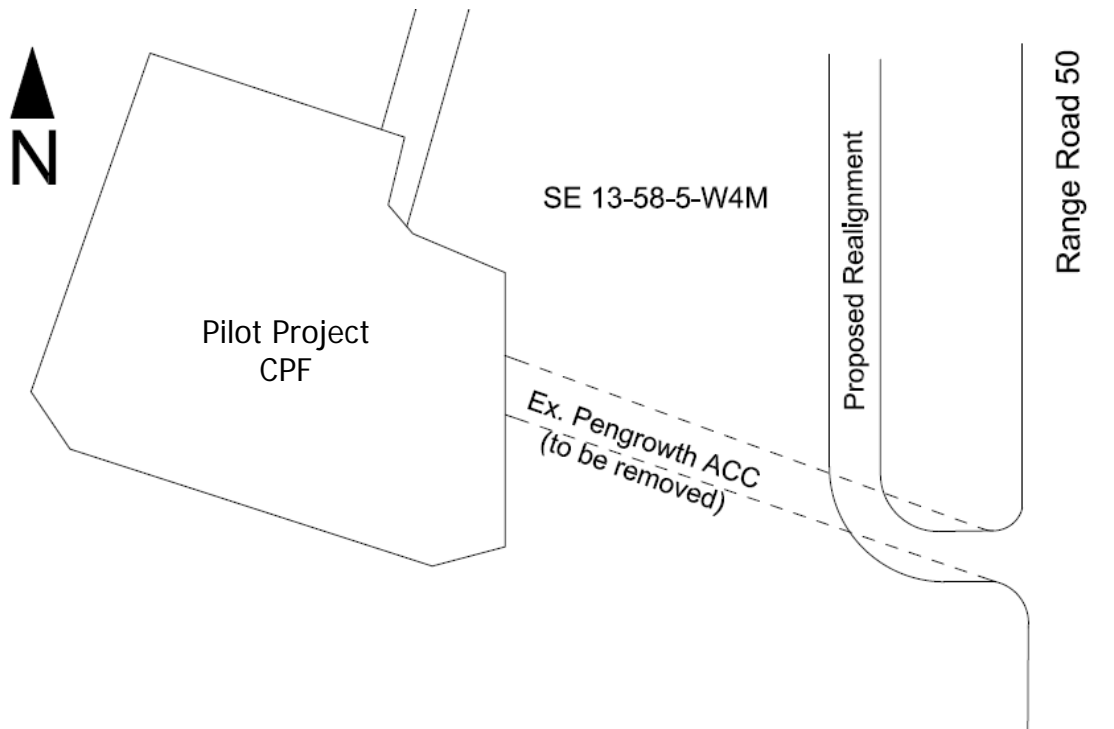 N
SE 13-58-5-W4M
Range Road 50
Proposed Realignment
Pilot Project
CPF
Ex. Pengrowth ACC
(to be removed)